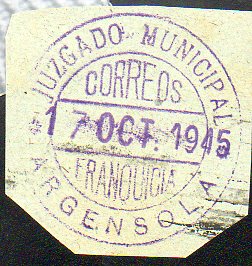 JUZGADO MUNICIPAL
CORREOS
17 OCT. 1945
FRANQUICIA
ARGENSOLA